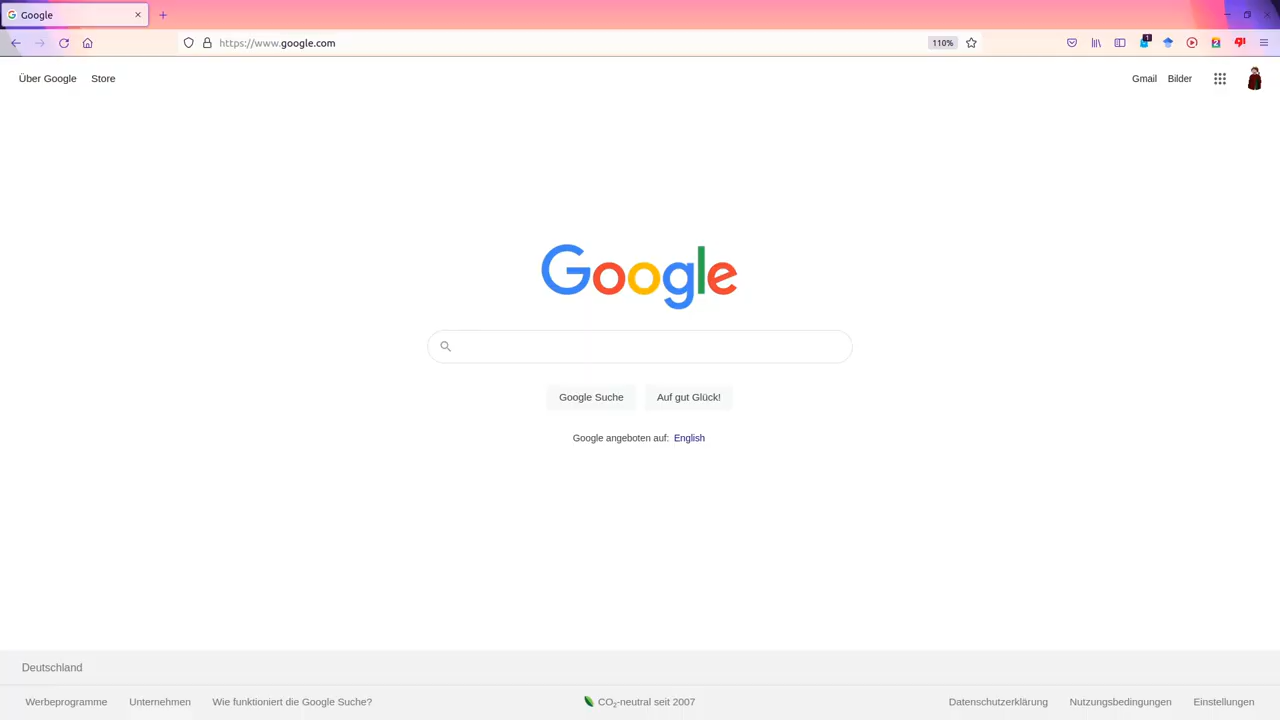 Google
https://www.google.com
110%
1
Über Google Store
Gmail Bilder
Google
Google Suche Auf gut Glück!
Google angeboten auf: English
Deutschland
Werbeprogramme Unternehmen Wie funktioniert die Google Suche?
CO₂-neutral seit 2007
Datenschutzerklärung Nutzungsbedingungen Einstellungen